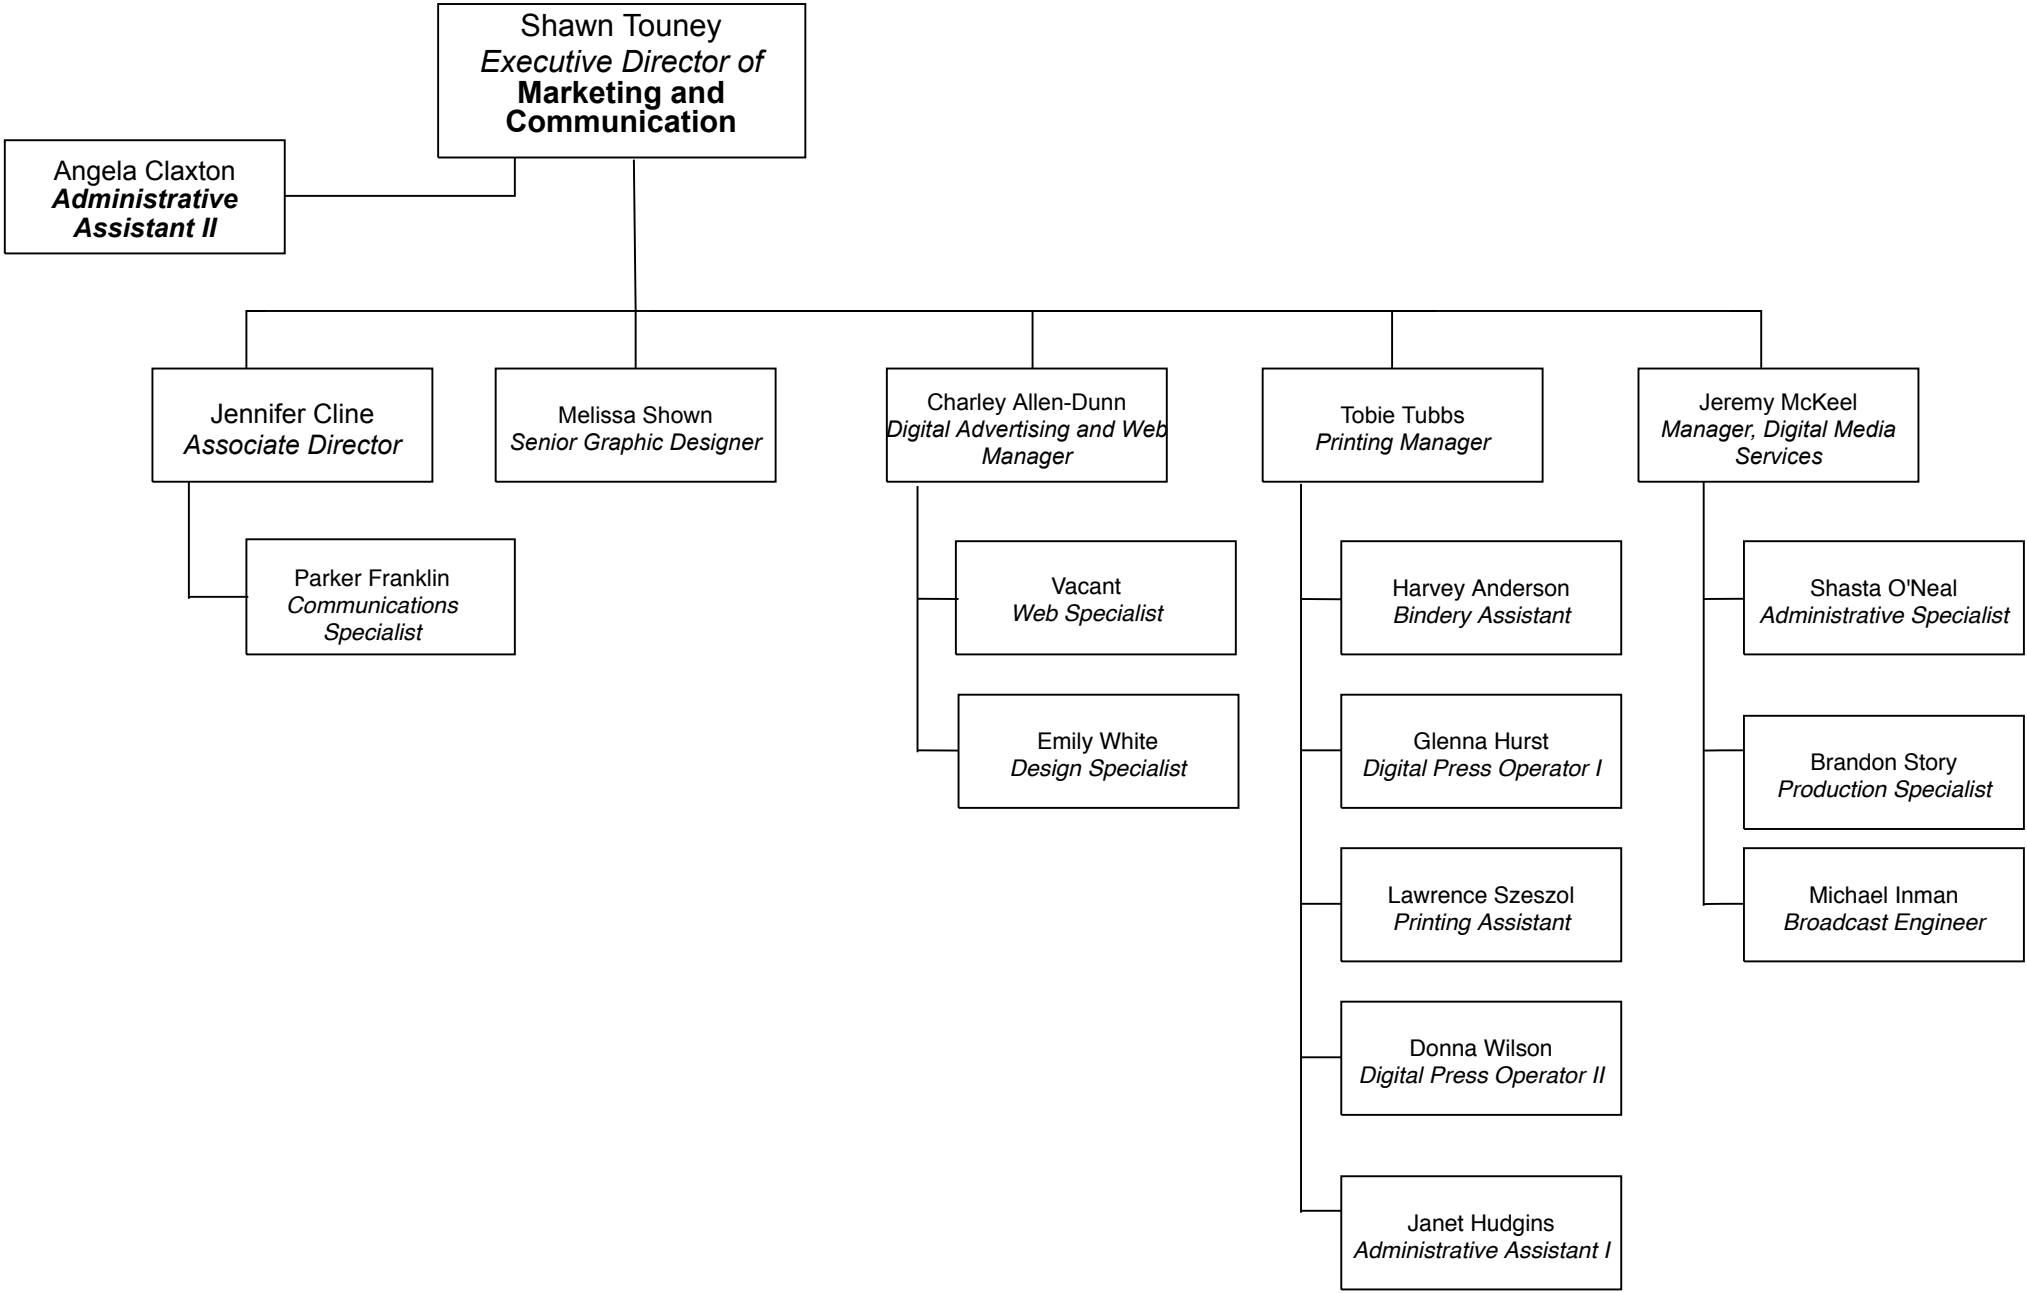 Shawn Touney
Executive Director of
Marketing and
Communication
Angela Claxton
Administrative
Assistant II
Jennifer Cline
Associate Director
Melissa Shown
Senior Graphic Designer
Charley Allen-Dunn
Digital Advertising and Web
Manager
Tobie Tubbs
Printing Manager
Jeremy McKeel
Manager, Digital Media
Services
Parker Franklin
Communications
Specialist
Vacant
Web Specialist
Emily White
Design Specialist
Harvey Anderson
Bindery Assistant
Glenna Hurst
Digital Press Operator I
Lawrence Szeszol
Printing Assistant
Donna Wilson
Digital Press Operator II
Janet Hudgins
Administrative Assistant I
Shasta O'Neal
Administrative Specialist
Brandon Story
Production Specialist
Michael Inman
Broadcast Engineer